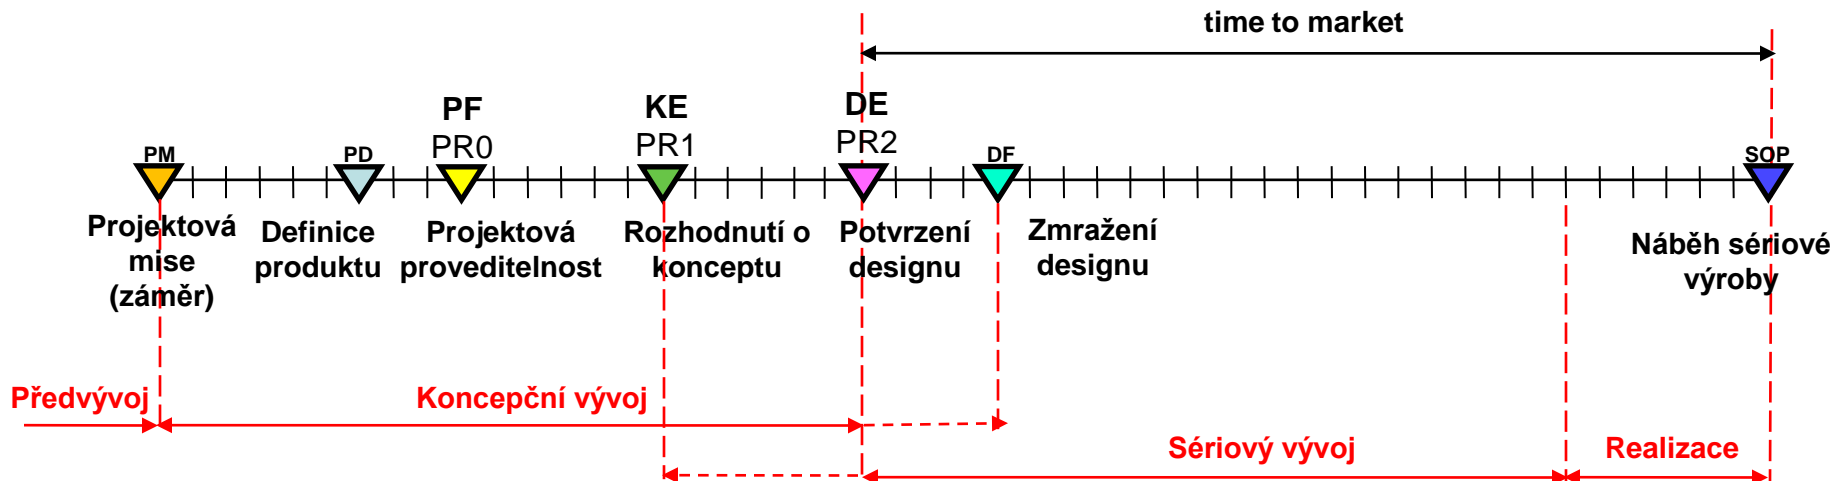 time to market
PF
KE
DE
PR0
PR1
PR2
PM
PD
DF
SOP
Projektová
mise
(záměr)
Definice
produktu
Projektová
proveditelnost
Rozhodnutí o
konceptu
Potvrzení
designu
Zmražení
designu
Náběh sériové
výroby
Předvývoj
Koncepční vývoj
Sériový vývoj
Realizace